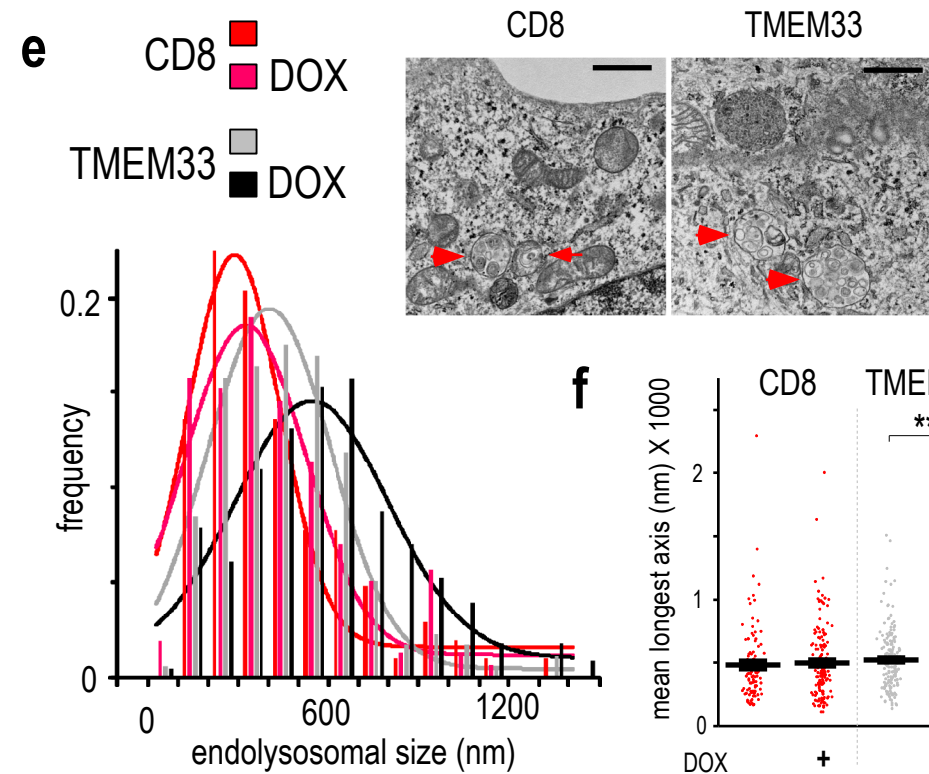 e
CD8
DOX
TMEM33
DOX
CD8
TMEM33
0.2
0
frequency
0
600
1200
endolysosomal size (nm)
f
CD8
TMEM
**
mean longest axis (nm) X 1000
2
1
0
DOX
+